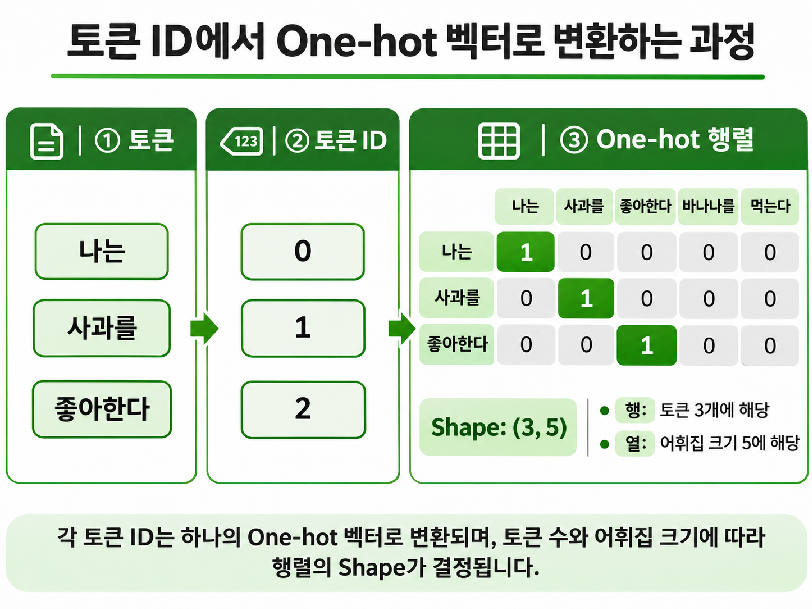 토큰 ID에서 One-hot 벡터로 변환하는 과정
① 토큰
나는
사과를
좋아한다
123
② 토큰 ID
0
1
2
③ One-hot 행렬
나는 사과를 좋아한다 바나나를 먹는다
나는 1 0 0 0 0
사과를 0 1 0 0 0
좋아한다 0 0 1 0 0
Shape: (3, 5)
행: 토큰 3개에 해당
열: 어휘집 크기 5에 해당
각 토큰 ID는 하나의 One-hot 벡터로 변환되며, 토큰 수와 어휘집 크기에 따라
행렬의 Shape가 결정됩니다.